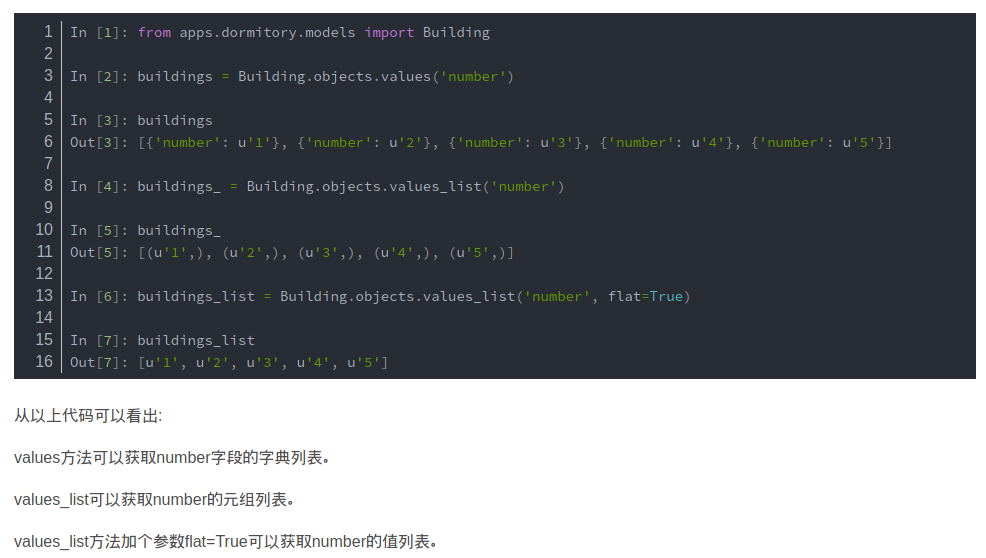 1 In [1]: from apps.dormitory.models import Building
2
3 In [2]: buildings = Building.objects.values('number')
4
5 In [3]: buildings
6 Out[3]: [{'number': u'1'}, {'number': u'2'}, {'number': u'3'}, {'number': u'4'}, {'number': u'5'}]
7
8 In [4]: buildings_ = Building.objects.values_list('number')
9
10 In [5]: buildings_
11 Out[5]: [(u'1',), (u'2',), (u'3',), (u'4',), (u'5',)]
12
13 In [6]: buildings_list = Building.objects.values_list('number', flat=True)
14
15 In [7]: buildings_list
16 Out[7]: [u'1', u'2', u'3', u'4', u'5']
从以上代码可以看出:
values方法可以获取number字段的字典列表。
values_list可以获取number的元组列表。
values_list方法加个参数flat=True可以获取number的值列表。